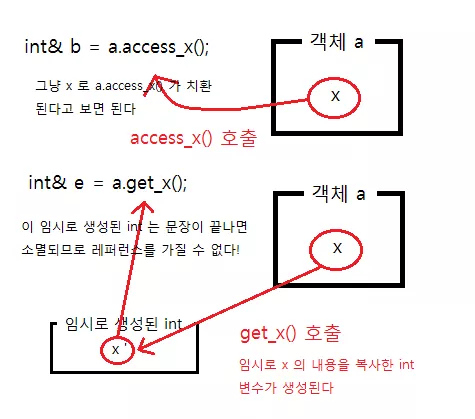 int& b = a.access_x();
객체 a
그냥 x 로 a.access_x() 가 치환
된다고 보면 된다
x
access_x() 호출
int& e = a.get_x();
객체 a
이 임시로 생성된 int 는 문장이 끝나면
소멸되므로 레퍼런스를 가질 수 없다!
x
임시로 생성된 int
x '
get_x() 호출
임시로 x 의 내용을 복사한 int
변수가 생성된다